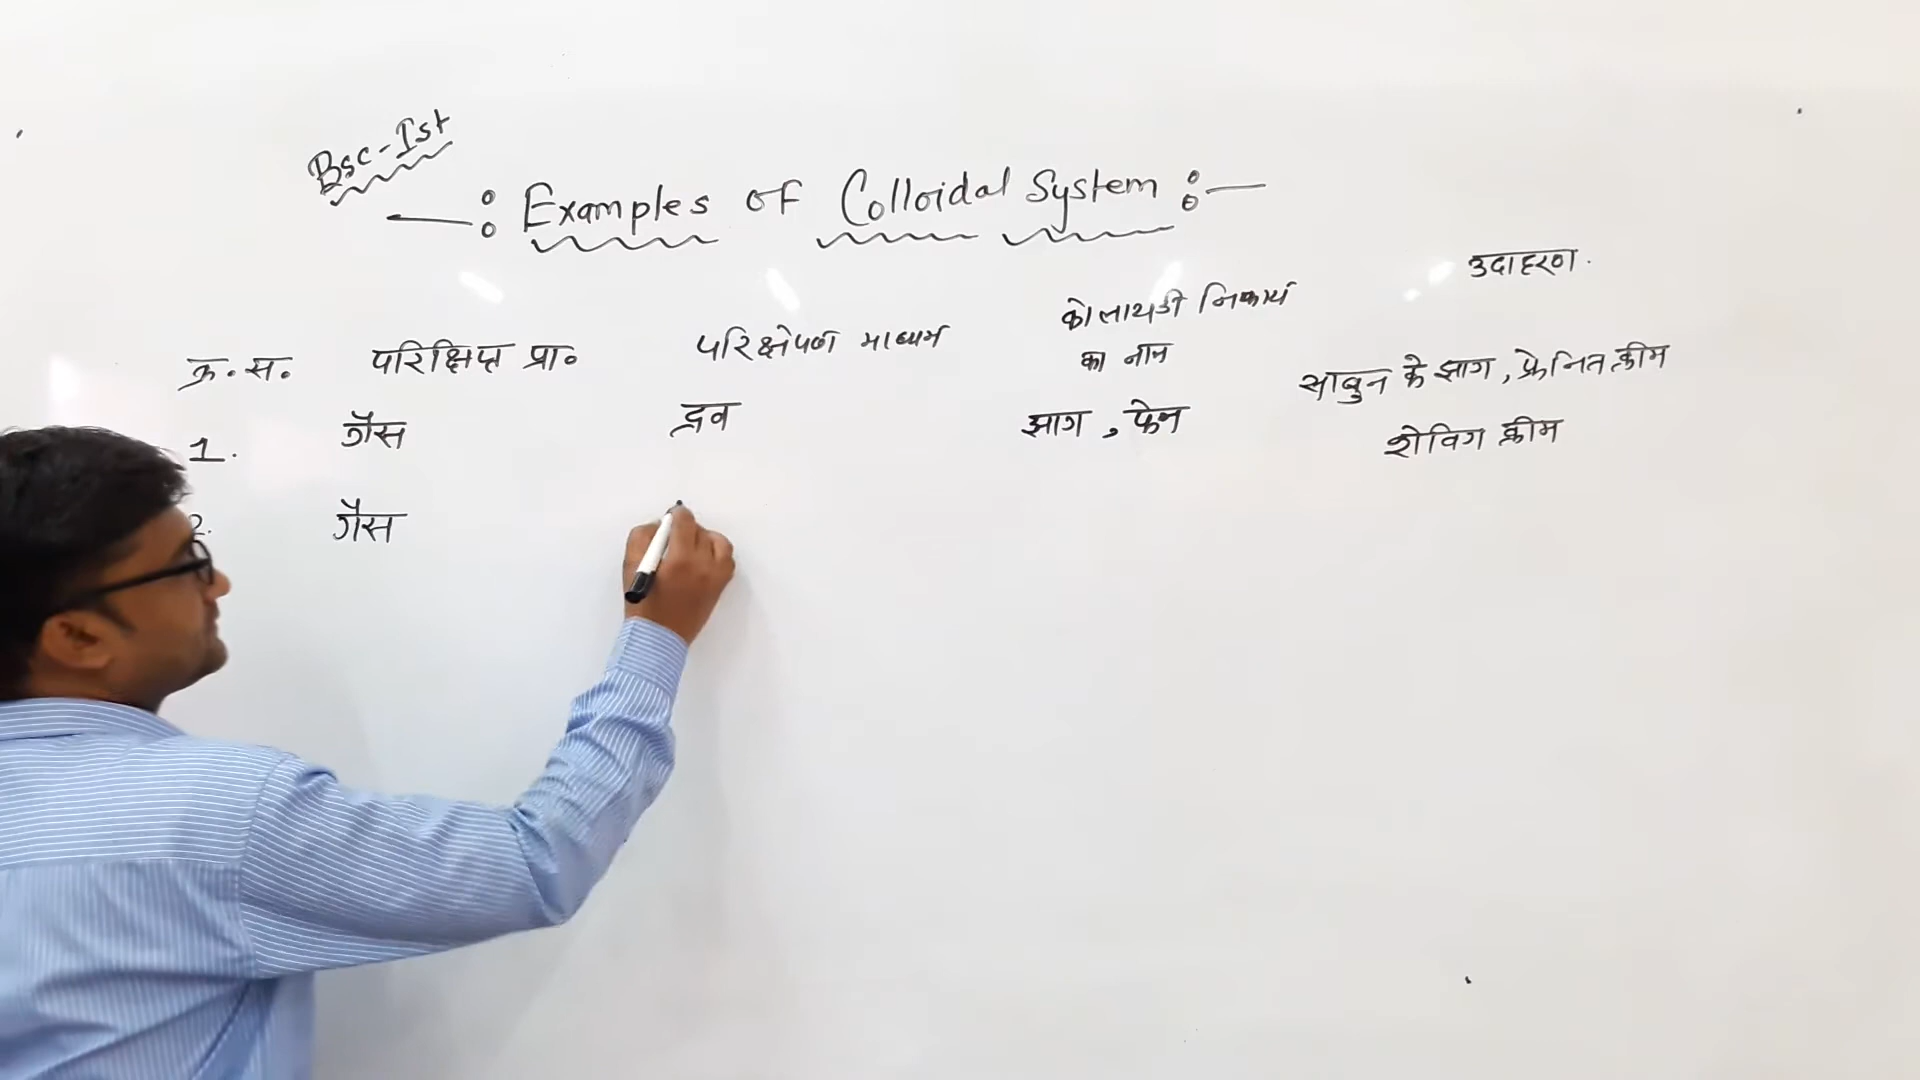 Bsc-Ist
—: Examples of Colloidal System :—
क्र.स. परिक्षिप्त प्रा० परिक्षेपण माध्यम कोलायडी निकाय का नाम उदाहरण.
1. गैस द्रव झाग, फेन साबुन के झाग, फेनित क्रीम
शेविंग क्रीम
2. गैस